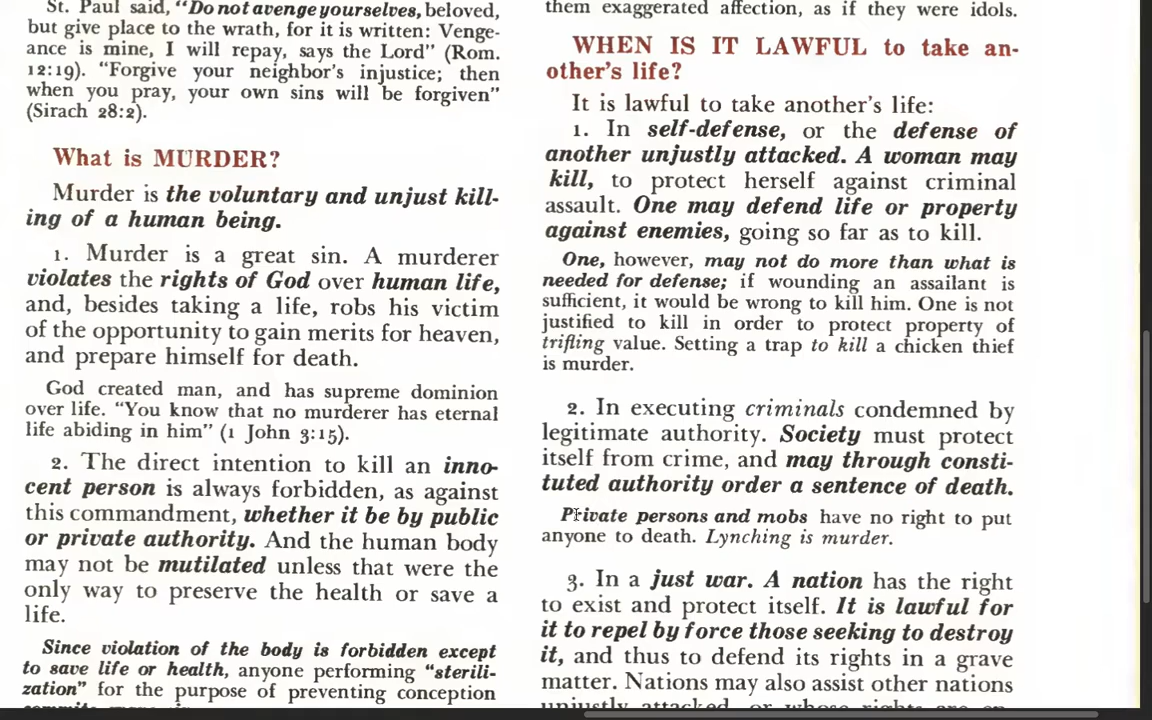 St. Paul said, “Do not avenge yourselves, beloved,
but give place to the wrath, for it is written: Venge-
ance is mine, I will repay, says the Lord” (Rom.
12:19). “Forgive your neighbor’s injustice; then
when you pray, your own sins will be forgiven”
(Sirach 28:2).
What is MURDER?
Murder is the voluntary and unjust kill-
ing of a human being.
1. Murder is a great sin. A murderer
violates the rights of God over human life,
and, besides taking a life, robs his victim
of the opportunity to gain merits for heaven,
and prepare himself for death.
God created man, and has supreme dominion
over life. “You know that no murderer has eternal
life abiding in him” (1 John 3:15).
2. The direct intention to kill an inno-
cent person is always forbidden, as against
this commandment, whether it be by public
or private authority. And the human body
may not be mutilated unless that were the
only way to preserve the health or save a
life.
Since violation of the body is forbidden except
to save life or health, anyone performing “sterili-
zation” for the purpose of preventing conception
them exaggerated affection, as if they were idols.
WHEN IS IT LAWFUL to take an-
other’s life?
It is lawful to take another’s life:
1. In self-defense, or the defense of
another unjustly attacked. A woman may
kill, to protect herself against criminal
assault. One may defend life or property
against enemies, going so far as to kill.
One, however, may not do more than what is
needed for defense; if wounding an assailant is
sufficient, it would be wrong to kill him. One is not
justified to kill in order to protect property of
trifling value. Setting a trap to kill a chicken thief
is murder.
2. In executing criminals condemned by
legitimate authority. Society must protect
itself from crime, and may through consti-
tuted authority order a sentence of death.
Private persons and mobs have no right to put
anyone to death. Lynching is murder.
3. In a just war. A nation has the right
to exist and protect itself. It is lawful for
it to repel by force those seeking to destroy
it, and thus to defend its rights in a grave
matter. Nations may also assist other nations
unjustly attacked, or whose rights are en-